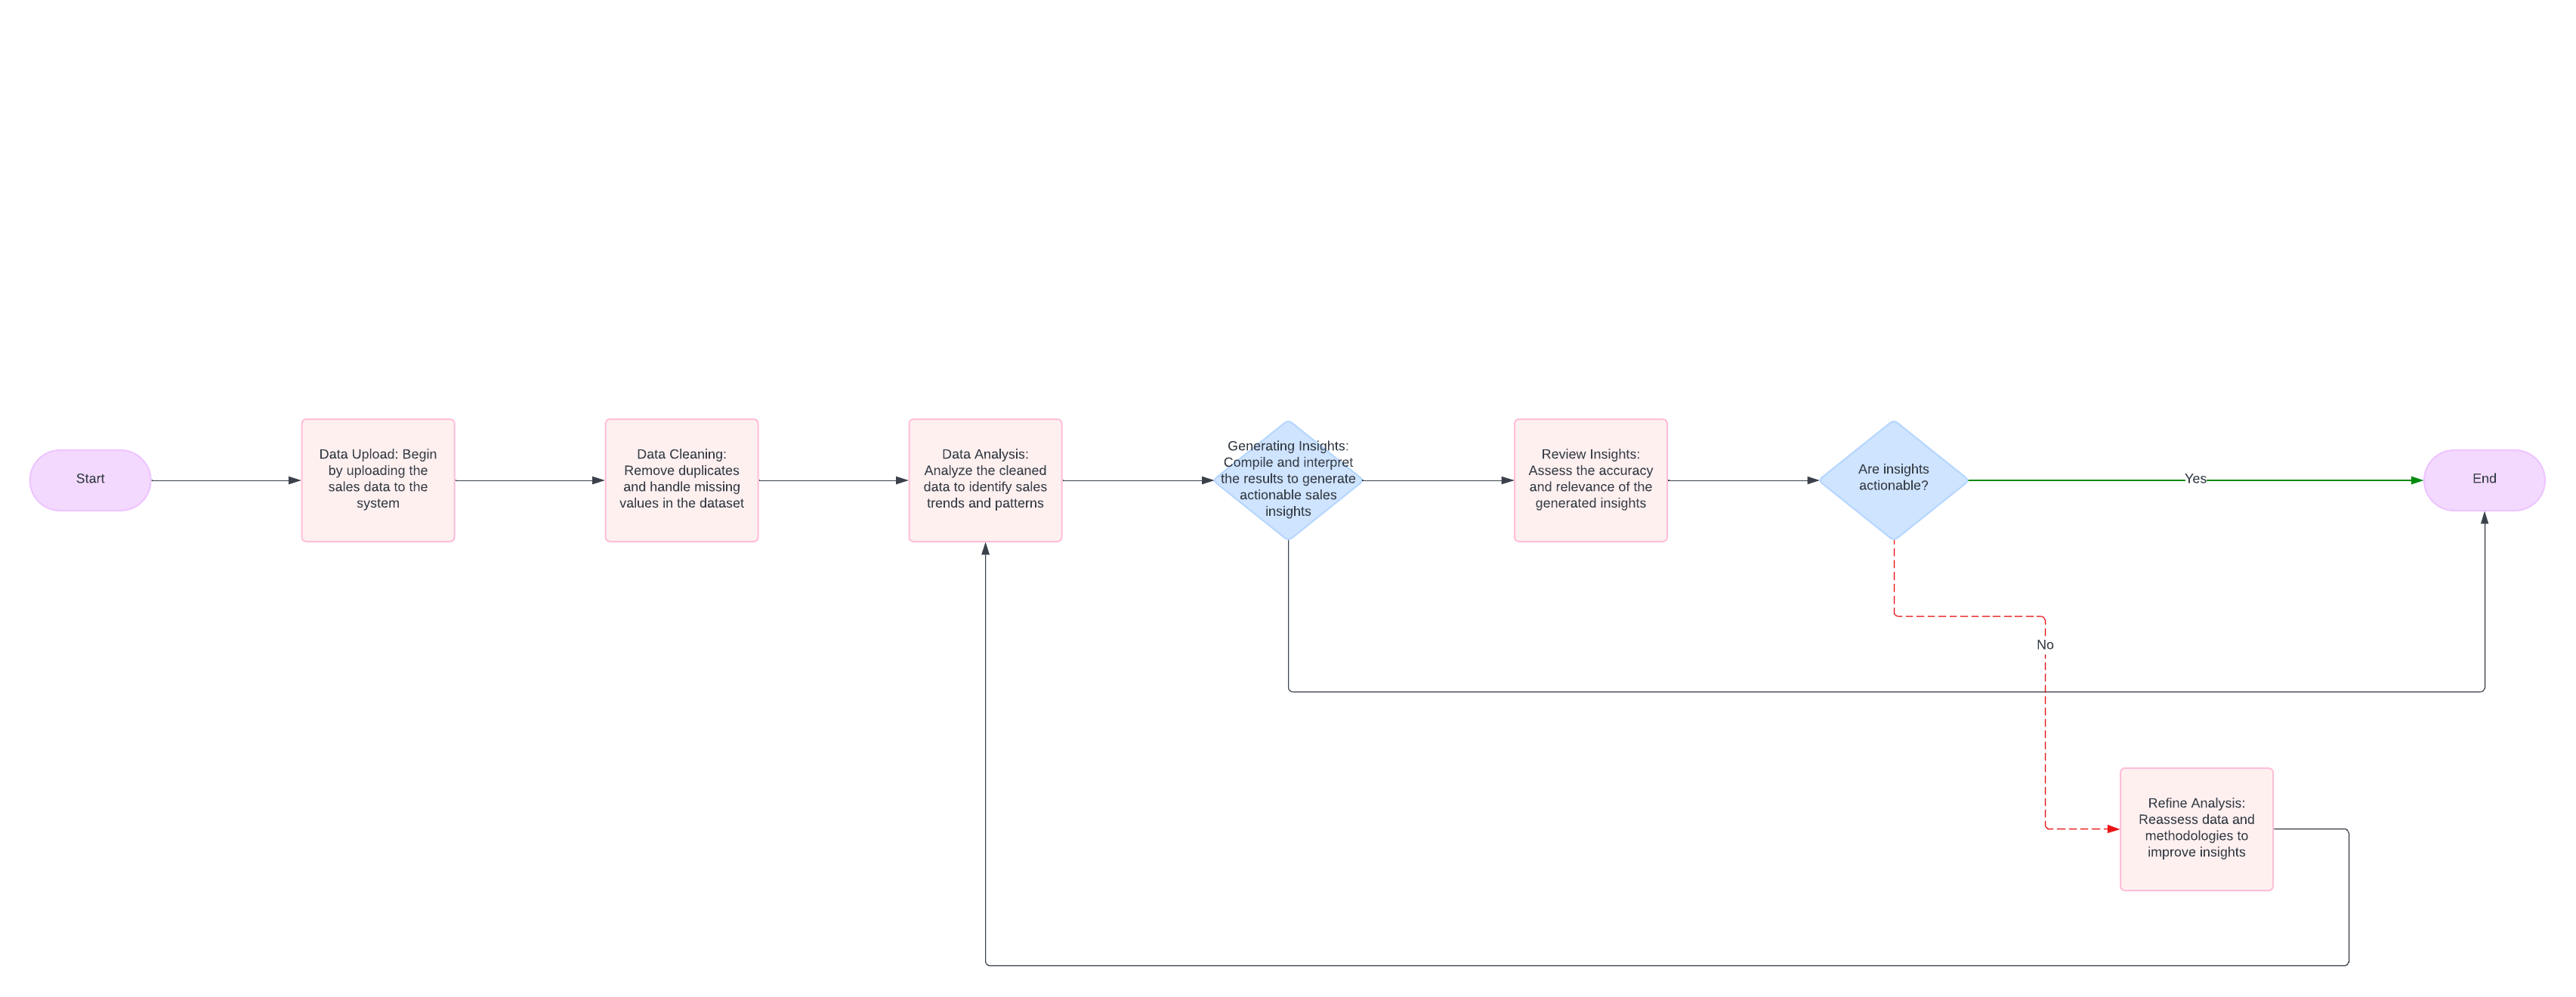 Start
Data Upload: Begin
by uploading the
sales data to the
system
Data Cleaning:
Remove duplicates
and handle missing
values in the dataset
Data Analysis:
Analyze the cleaned
data to identify sales
trends and patterns
Generating Insights:
Compile and interpret
the results to generate
actionable sales
insights
Review Insights:
Assess the accuracy
and relevance of the
generated insights
Are insights
actionable?
Yes
End
No
Refine Analysis:
Reassess data and
methodologies to
improve insights